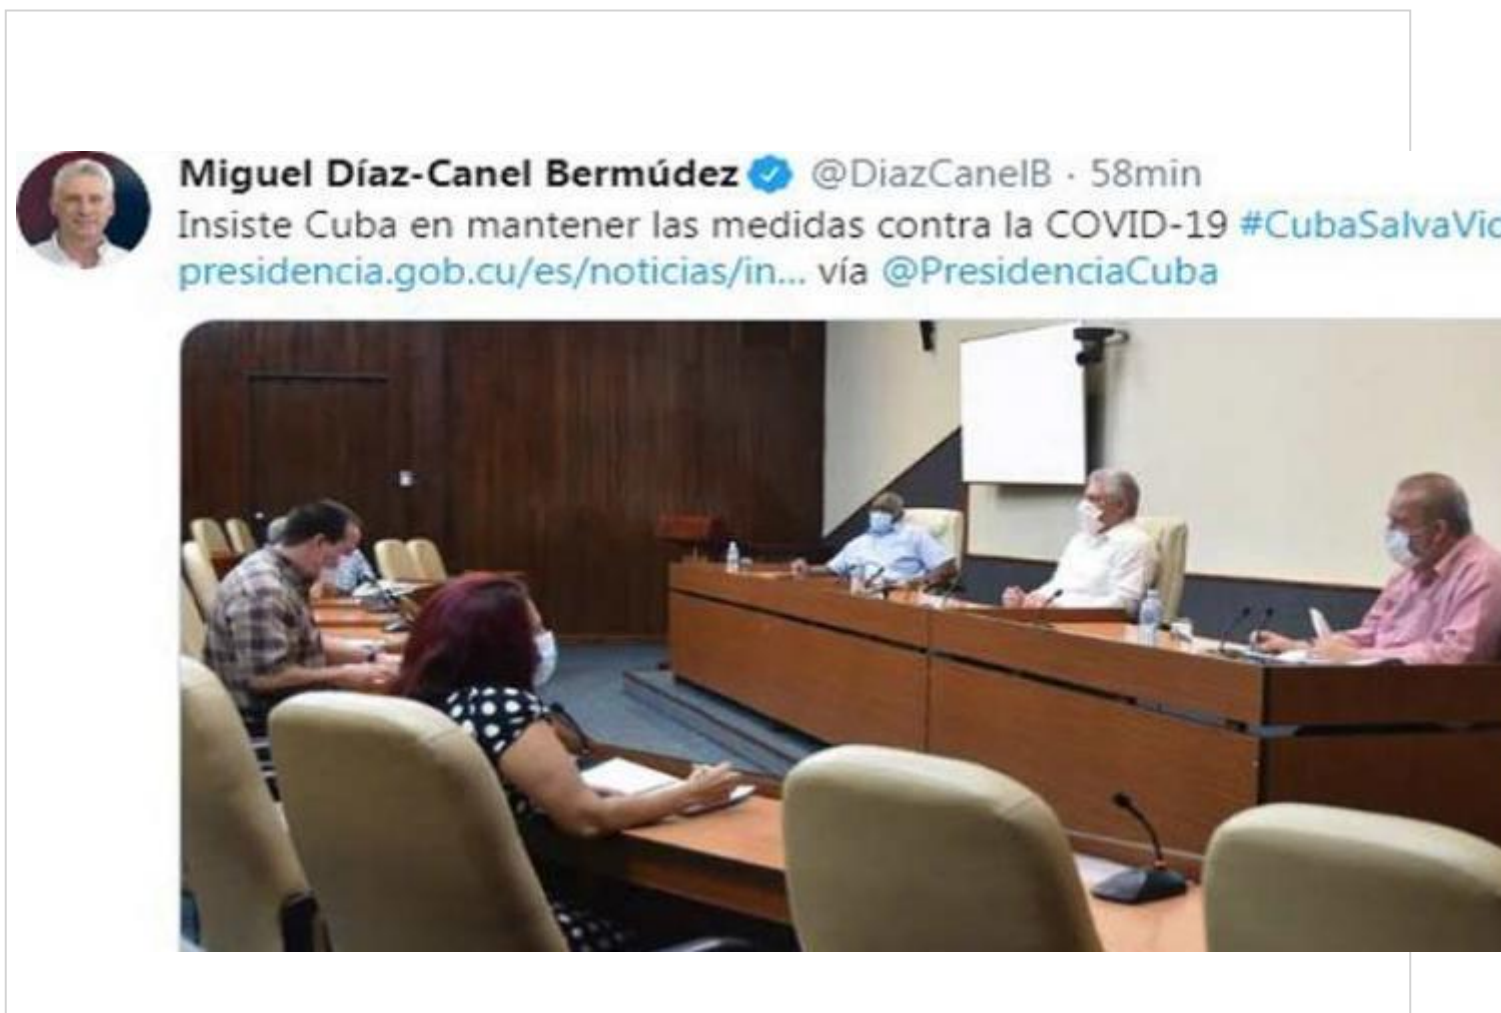 Miguel Díaz-Canel Bermúdez @DiazCanelB · 58min
Insiste Cuba en mantener las medidas contra la COVID-19 #CubaSalvaVid
presidencia.gob.cu/es/noticias/in... vía @PresidenciaCuba